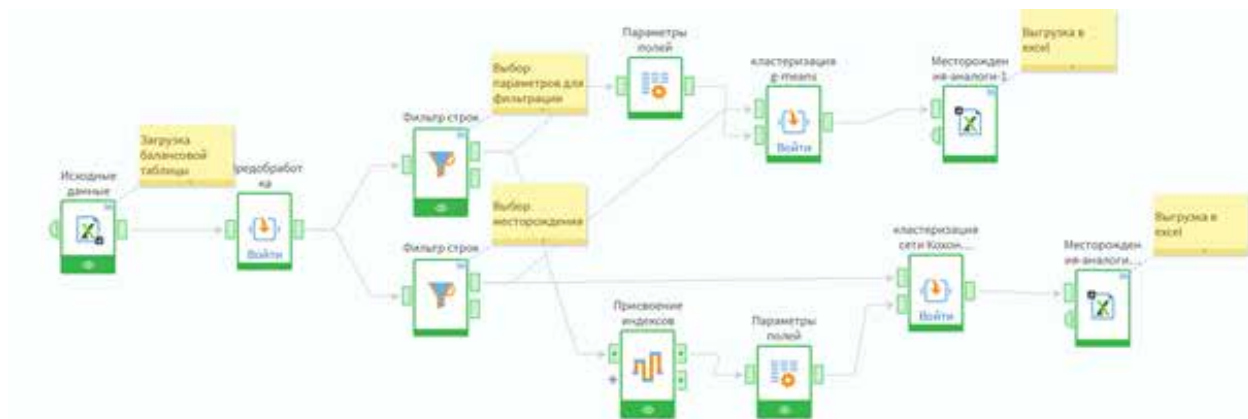 Исходные
данные
Загрузка
балансовой
таблицы
Предобработ
ка
Войти
Фильтр строк
Выбор
параметров для
фильтрации
Фильтр строк
Выбор
месторождения
Параметры
полей
кластеризация
g-means
Войти
Месторожден
ия-аналоги-1
Выгрузка в
excel
Присвоение
индексов
Параметры
полей
кластеризация
сети Кохон....
Войти
Месторожден
ия-аналоги...
Выгрузка в
excel